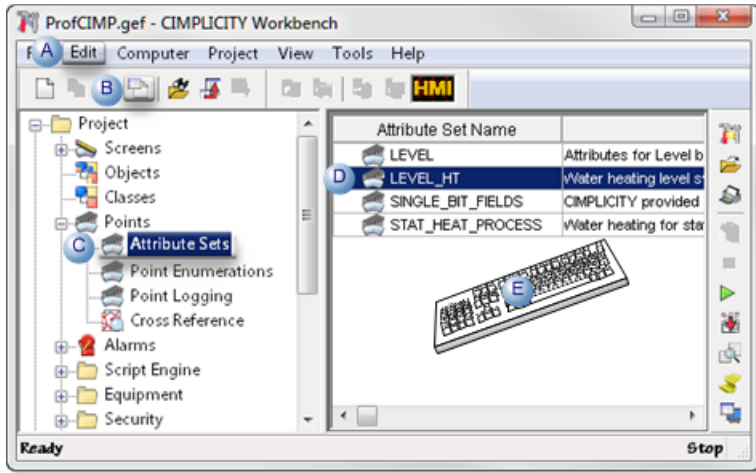 ProfCIMP.gef - CIMPLICITY Workbench
F A Edit Computer Project View Tools Help
B HMI
Project
Screens
Objects
Classes
Points
C Attribute Sets
Point Enumerations
Point Logging
Cross Reference
Alarms
Script Engine
Equipment
Security
Attribute Set Name
LEVEL Attributes for Level b
D LEVEL_HT Water heating level s
SINGLE_BIT_FIELDS CIMPLICITY provided
STAT_HEAT_PROCESS Water heating for sta
E
Ready Stop